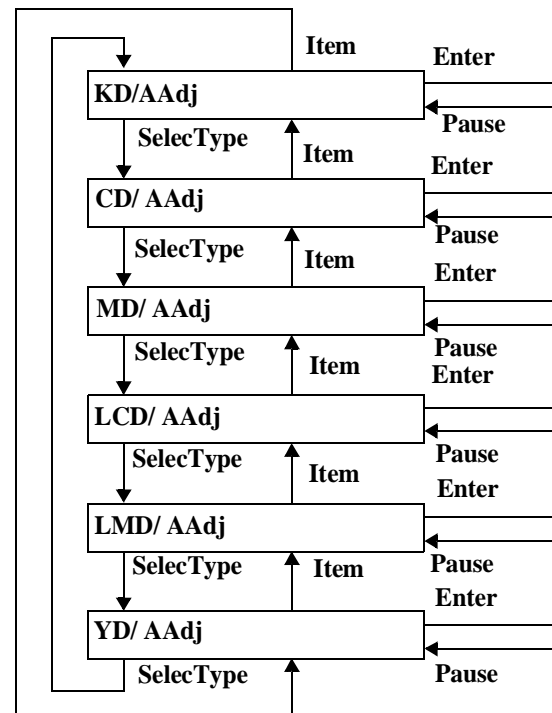 Item
Enter
KD/AAdj
Pause
SelecType
Item
Enter
CD/ AAdj
Pause
SelecType
Item
Enter
MD/ AAdj
Pause
SelecType
Item
Enter
LCD/ AAdj
Pause
SelecType
Item
Enter
LMD/ AAdj
Pause
SelecType
Item
Enter
YD/ AAdj
Pause
SelecType